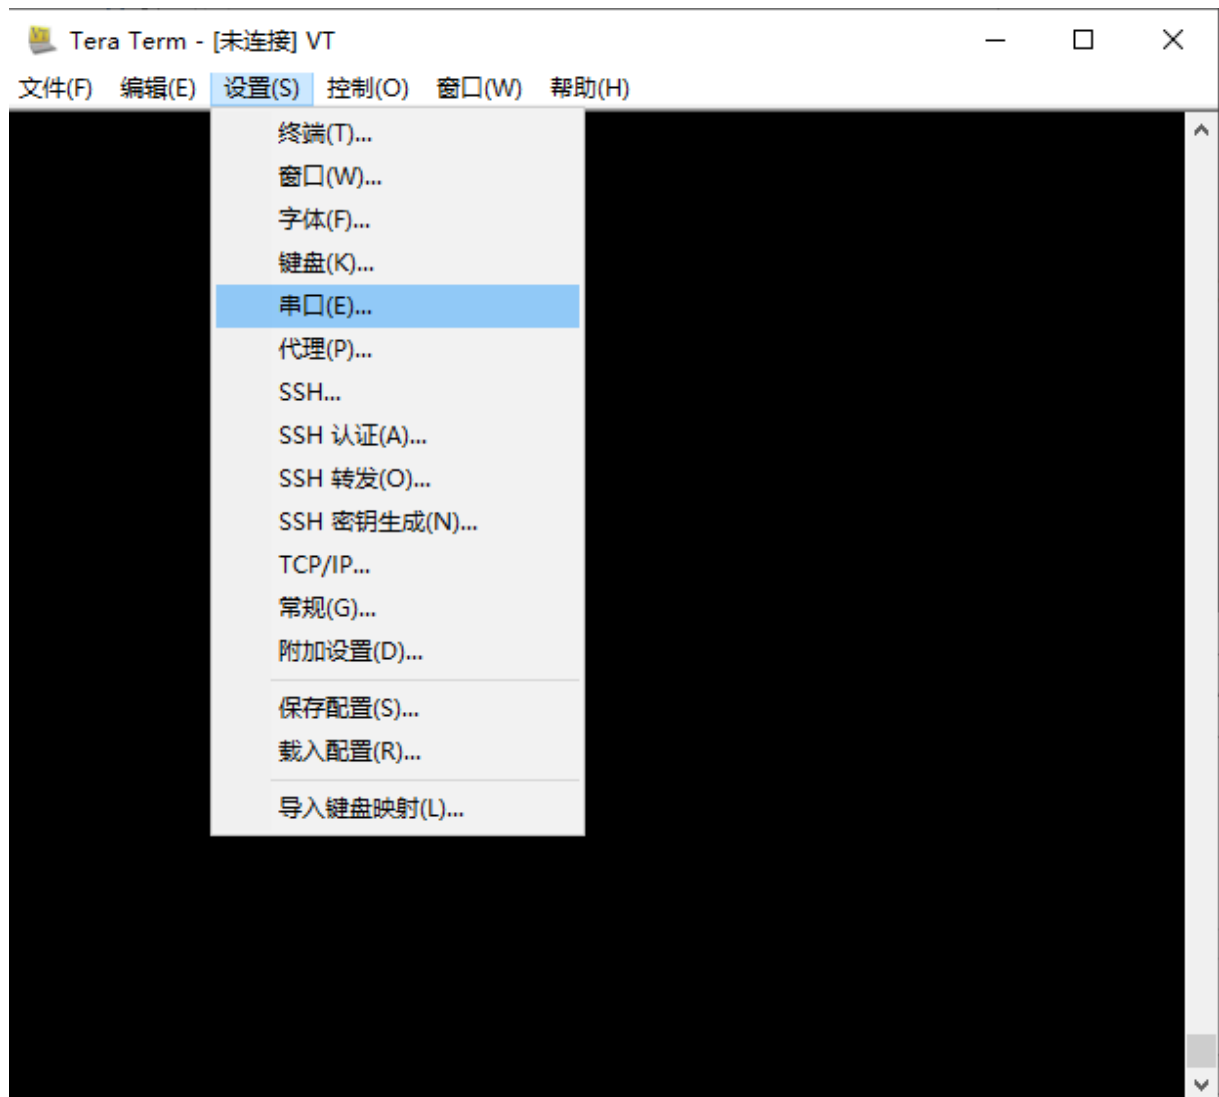 Tera Term - [未连接] VT
文件(F) 编辑(E) 设置(S) 控制(O) 窗口(W) 帮助(H)
终端(T)...
窗口(W)...
字体(F)...
键盘(K)...
串口(E)...
代理(P)...
SSH...
SSH 认证(A)...
SSH 转发(O)...
SSH 密钥生成(N)...
TCP/IP...
常规(G)...
附加设置(D)...
保存配置(S)...
载入配置(R)...
导入键盘映射(L)...